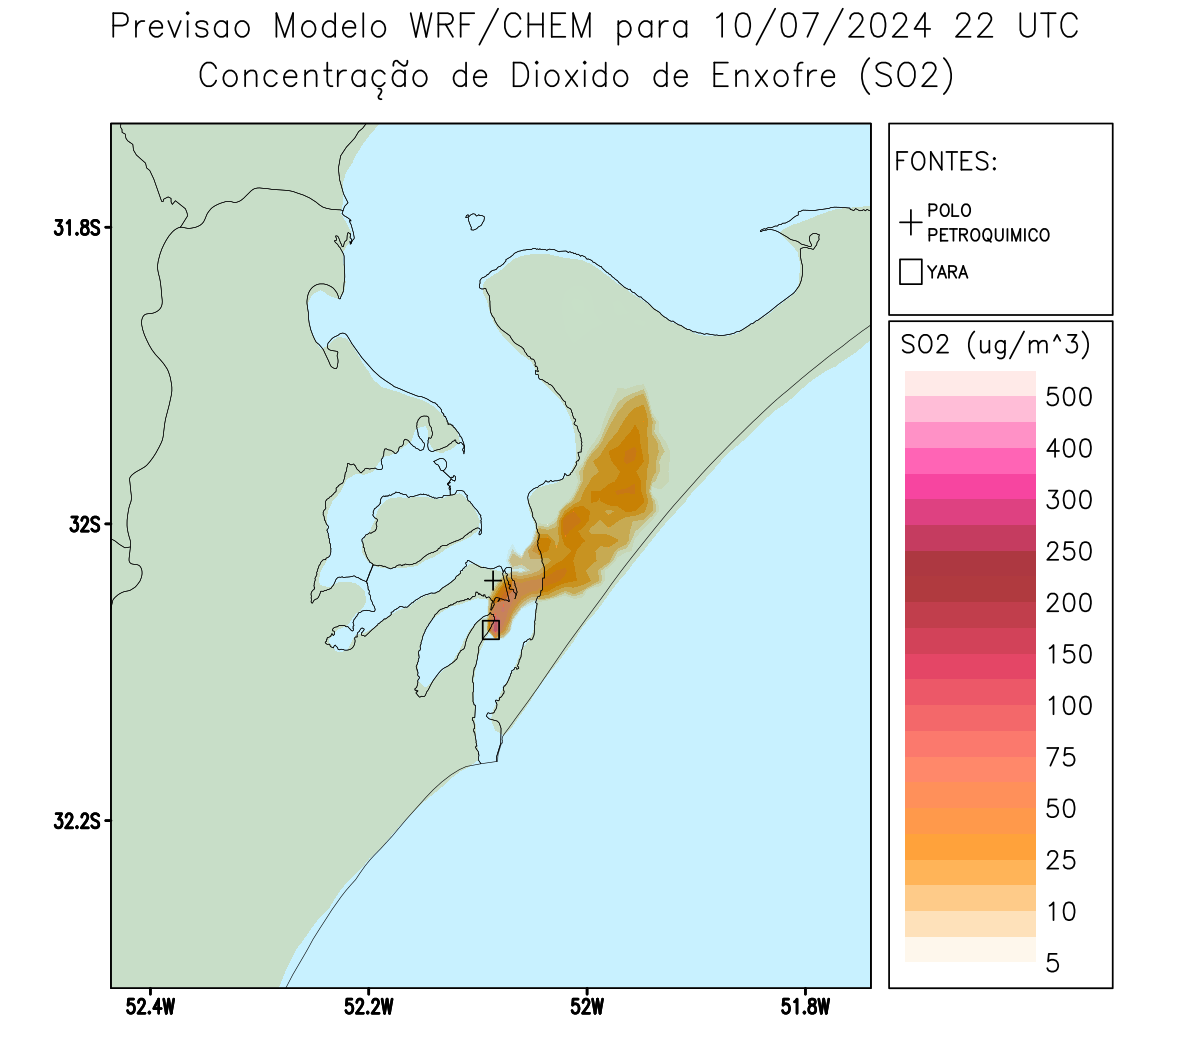 Previsao Modelo WRF/CHEM para 10/07/2024 22 UTC
Concentração de Dioxido de Enxofre (SO2)
FONTES:
POLO
PETROQUIMICO
YARA
31.8S
32S
32.2S
52.4W
52.2W
52W
51.8W
SO2 (ug/m^3)
500
400
300
250
200
150
100
75
50
25
10
5